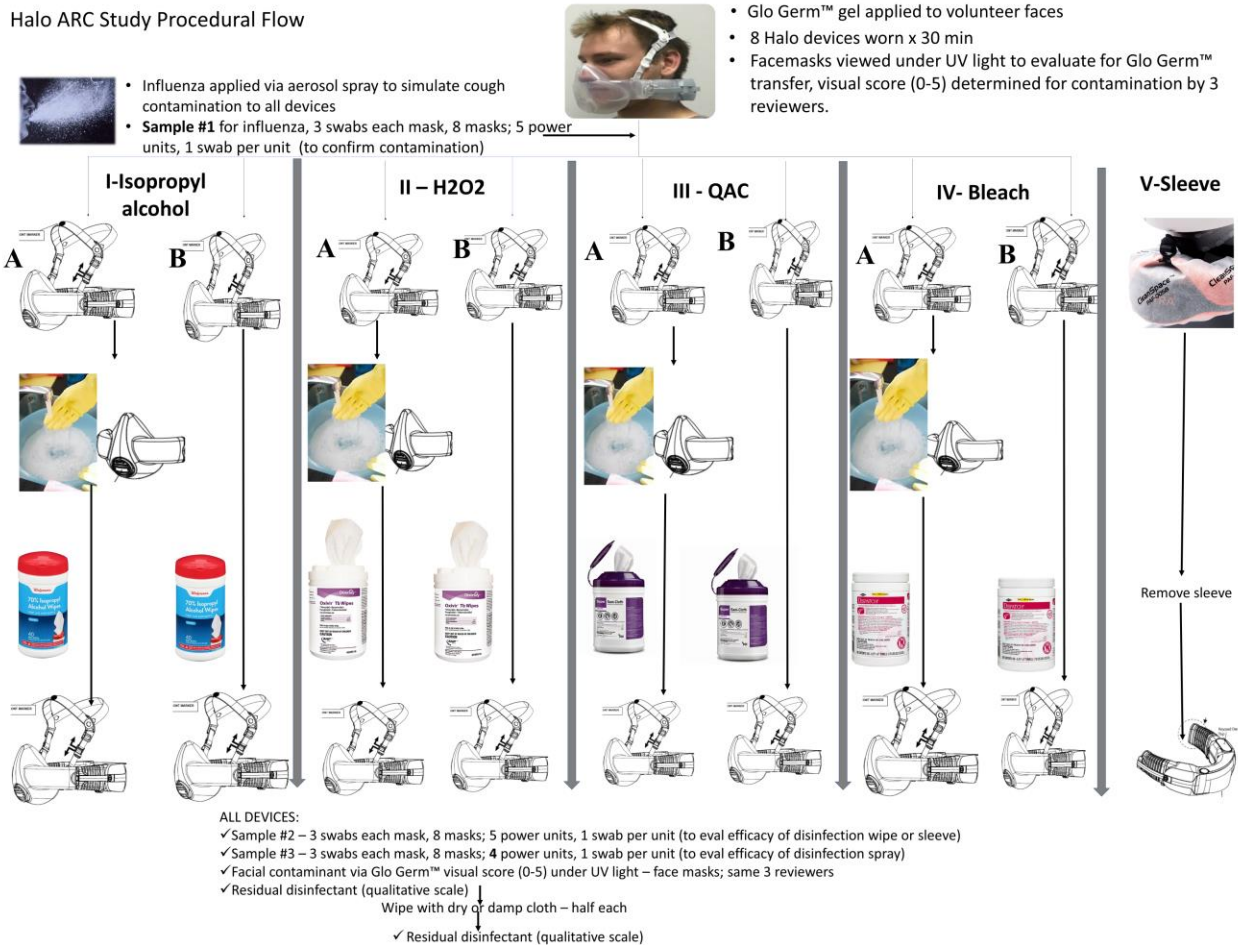 Halo ARC Study Procedural Flow
• Glo Germ™ gel applied to volunteer faces
• 8 Halo devices worn x 30 min
• Facemasks viewed under UV light to evaluate for Glo Germ™
transfer, visual score (0-5) determined for contamination by 3
reviewers.
• Influenza applied via aerosol spray to simulate cough
contamination to all devices
• Sample #1 for influenza, 3 swabs each mask, 8 masks; 5 power
units, 1 swab per unit (to confirm contamination)
I-Isopropyl
alcohol
II – H2O2
III - QAC
IV- Bleach
V-Sleeve
A
B
A
B
A
B
A
B
CleanSpace™
CleanSpa
70% Isopropyl
Alcohol Wipes
70% Isopropyl
Alcohol Wipes
Oxivir Tb Wipes
Oxivir Tb Wipes
Dispatch
Dispatch
Remove sleeve
ALL DEVICES:
✓Sample #2 – 3 swabs each mask, 8 masks; 5 power units, 1 swab per unit (to eval efficacy of disinfection wipe or sleeve)
✓Sample #3 – 3 swabs each mask, 8 masks; 4 power units, 1 swab per unit (to eval efficacy of disinfection spray)
✓Facial contaminant via Glo Germ™ visual score (0-5) under UV light – face masks; same 3 reviewers
✓Residual disinfectant (qualitative scale)
Wipe with dry or damp cloth – half each
✓ Residual disinfectant (qualitative scale)